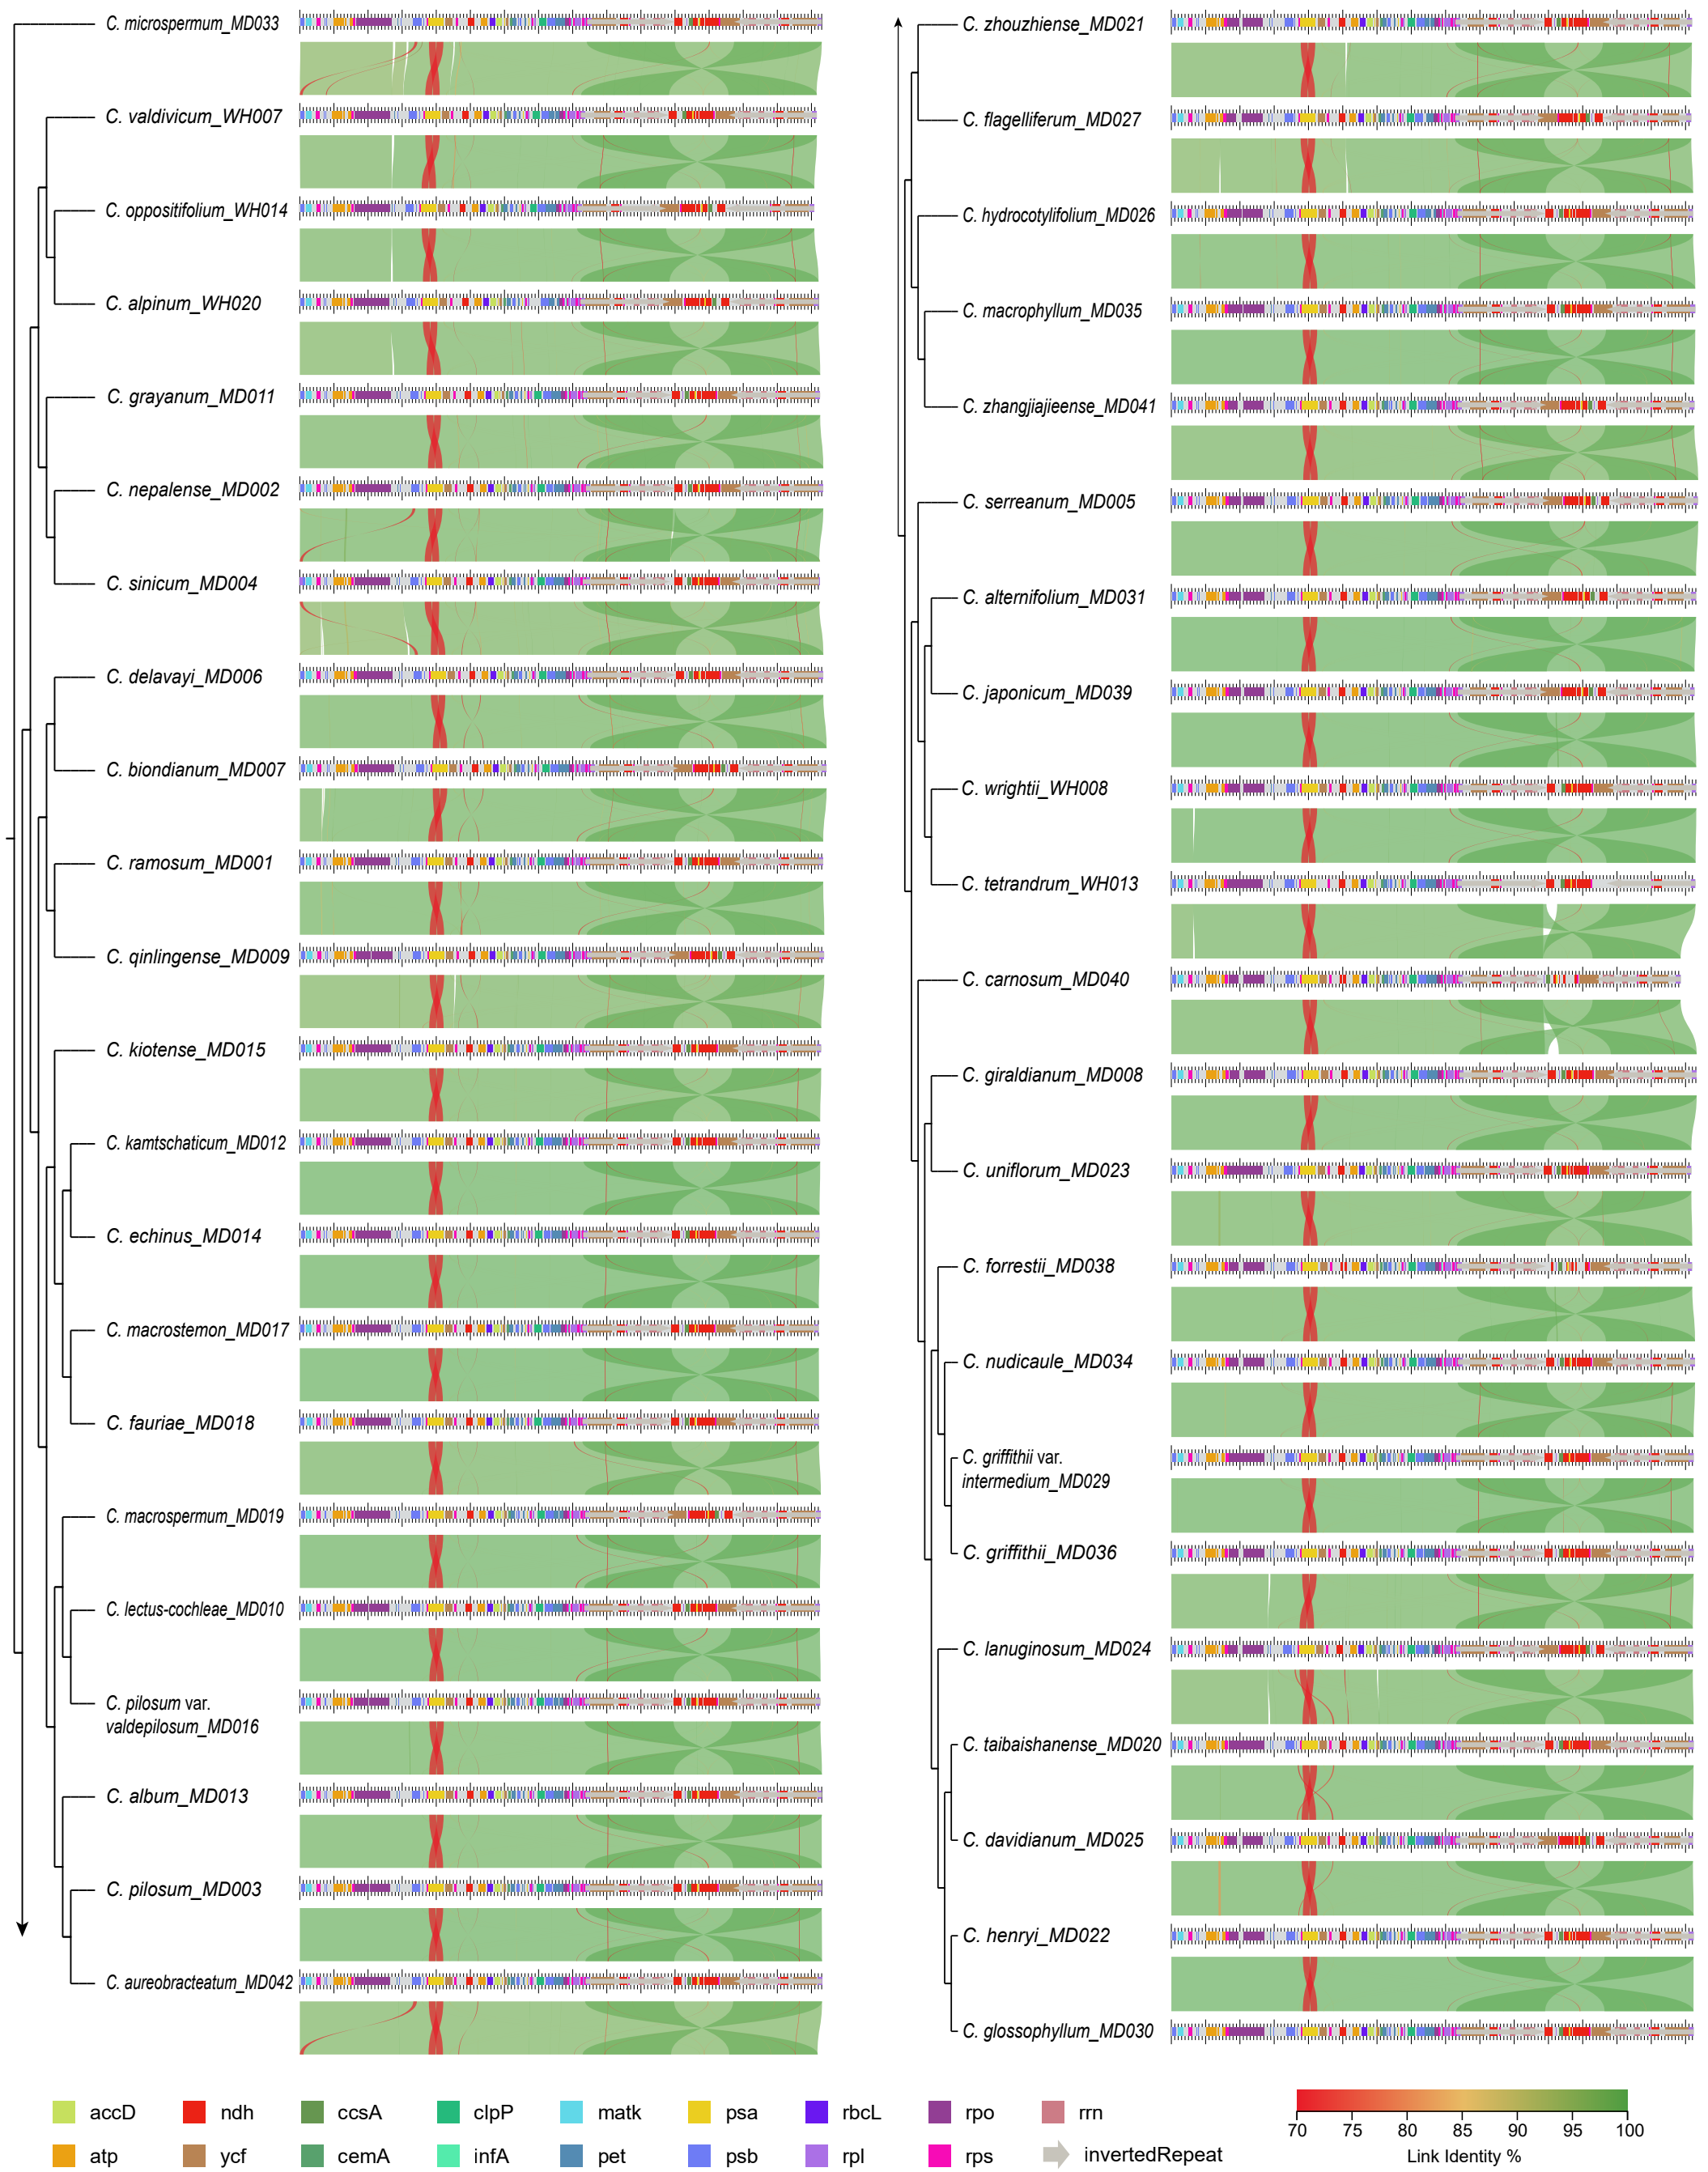 C. microspermum_MD033
C. valdivicum_WH007
C. oppositifolium_WH014
C. alpinum_WH020
C. grayanum_MD011
C. nepalense_MD002
C. sinicum_MD004
C. delavayi_MD006
C. biondianum_MD007
C. ramosum_MD001
C. qinlingense_MD009
C. kiotense_MD015
C. kamtschaticum_MD012
C. echinus_MD014
C. macrostemon_MD017
C. fauriae_MD018
C. macrospermum_MD019
C. lectus-cochleae_MD010
C. pilosum var.
valdepilosum_MD016
C. album_MD013
C. pilosum_MD003
C. aureobracteatum_MD042
C. zhouzhiense_MD021
C. flagelliferum_MD027
C. hydrocotylifolium_MD026
C. macrophyllum_MD035
C. zhangjiajieense_MD041
C. serreanum_MD005
C. alternifolium_MD031
C. japonicum_MD039
C. wrightii_WH008
C. tetrandrum_WH013
C. carnosum_MD040
C. giraldianum_MD008
C. uniflorum_MD023
C. forrestii_MD038
C. nudicaule_MD034
C. griffithii var.
intermedium_MD029
C. griffithii_MD036
C. lanuginosum_MD024
C. taibaishanense_MD020
C. davidianum_MD025
C. henryi_MD022
C. glossophyllum_MD030
accD ndh ccsA clpP matk psa rbcL rpo rrn
atp ycf cemA infA pet psb rpl rps invertedRepeat
70 75 80 85 90 95 100
Link Identity %